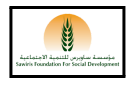 مؤسسة ساويرس للتنمية الاجتماعية
Sawiris Foundation For Social Development